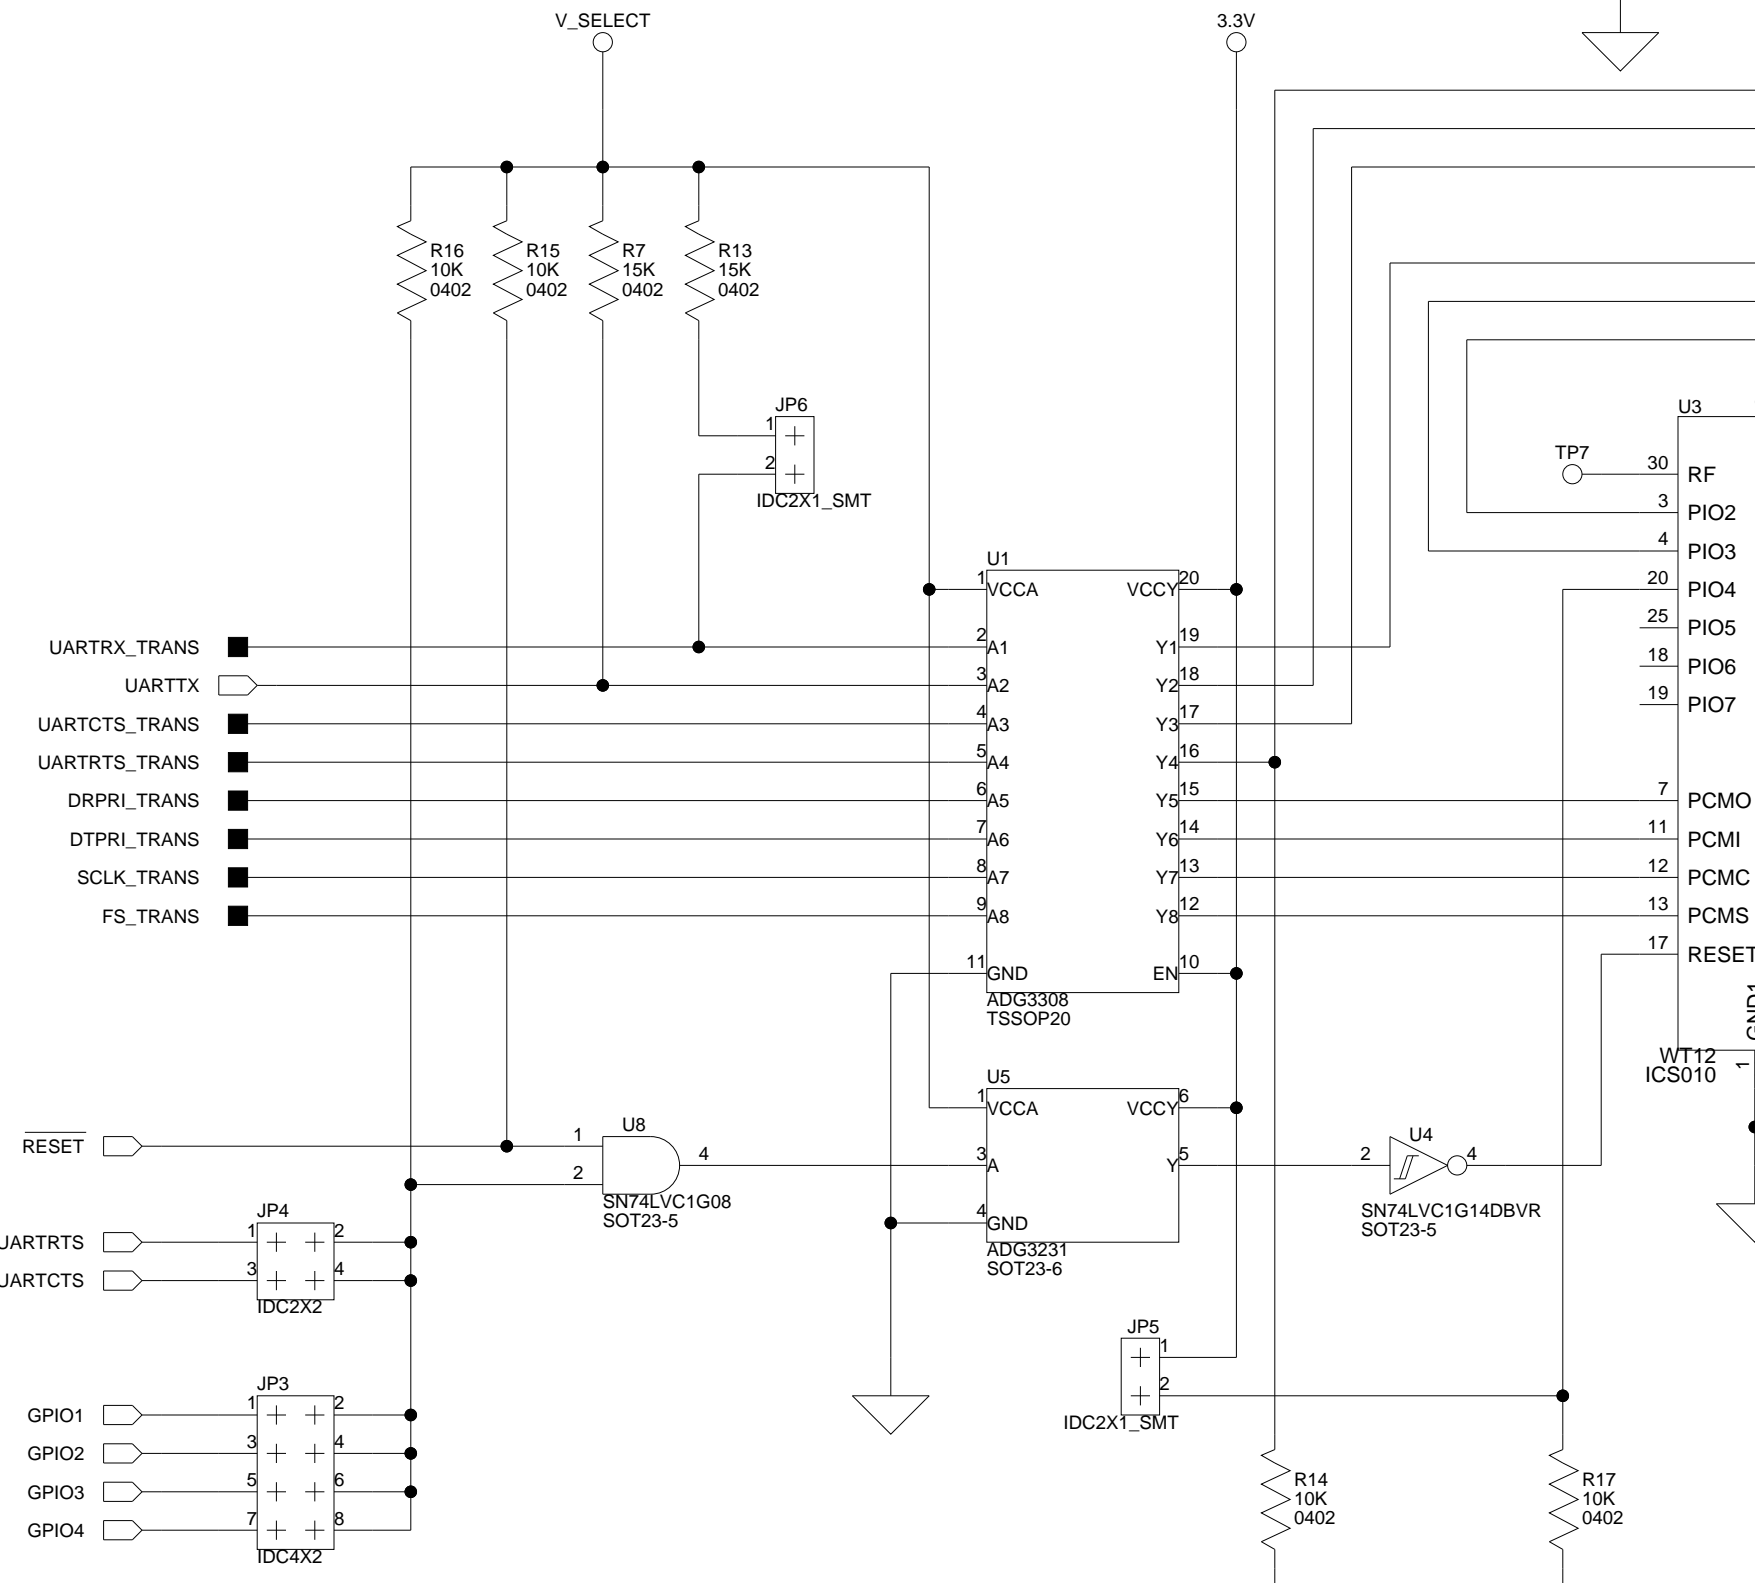 V_SELECT
3.3V
R16
10K
0402
R15
10K
0402
R7
15K
0402
R13
15K
0402
JP6
1
2
IDC2X1_SMT
U3
TP7
30 RF
3 PIO2
4 PIO3
20 PIO4
25 PIO5
18 PIO6
19 PIO7
7 PCMO
11 PCMI
12 PCMC
13 PCMS
17 RESET
GND1
1
WT12
ICS010
U1
1 VCCA VCCY 20
UARTRX_TRANS 2 A1 Y1 19
UARTTX 3 A2 Y2 18
UARTCTS_TRANS 4 A3 Y3 17
UARTRTS_TRANS 5 A4 Y4 16
DRPRI_TRANS 6 A5 Y5 15
DTPRI_TRANS 7 A6 Y6 14
SCLK_TRANS 8 A7 Y7 13
FS_TRANS 9 A8 Y8 12
11 GND EN 10
ADG3308
TSSOP20
U5
1 VCCA VCCY 6
3 A Y 5
4 GND
ADG3231
SOT23-6
RESET
U8
1
2
4
SN74LVC1G08
SOT23-5
U4
2 4
SN74LVC1G14DBVR
SOT23-5
JP4
UARTRTS 1 2
UARTCTS 3 4
IDC2X2
JP5
1
2
IDC2X1_SMT
JP3
GPIO1 1 2
GPIO2 3 4
GPIO3 5 6
GPIO4 7 8
IDC4X2
R14
10K
0402
R17
10K
0402